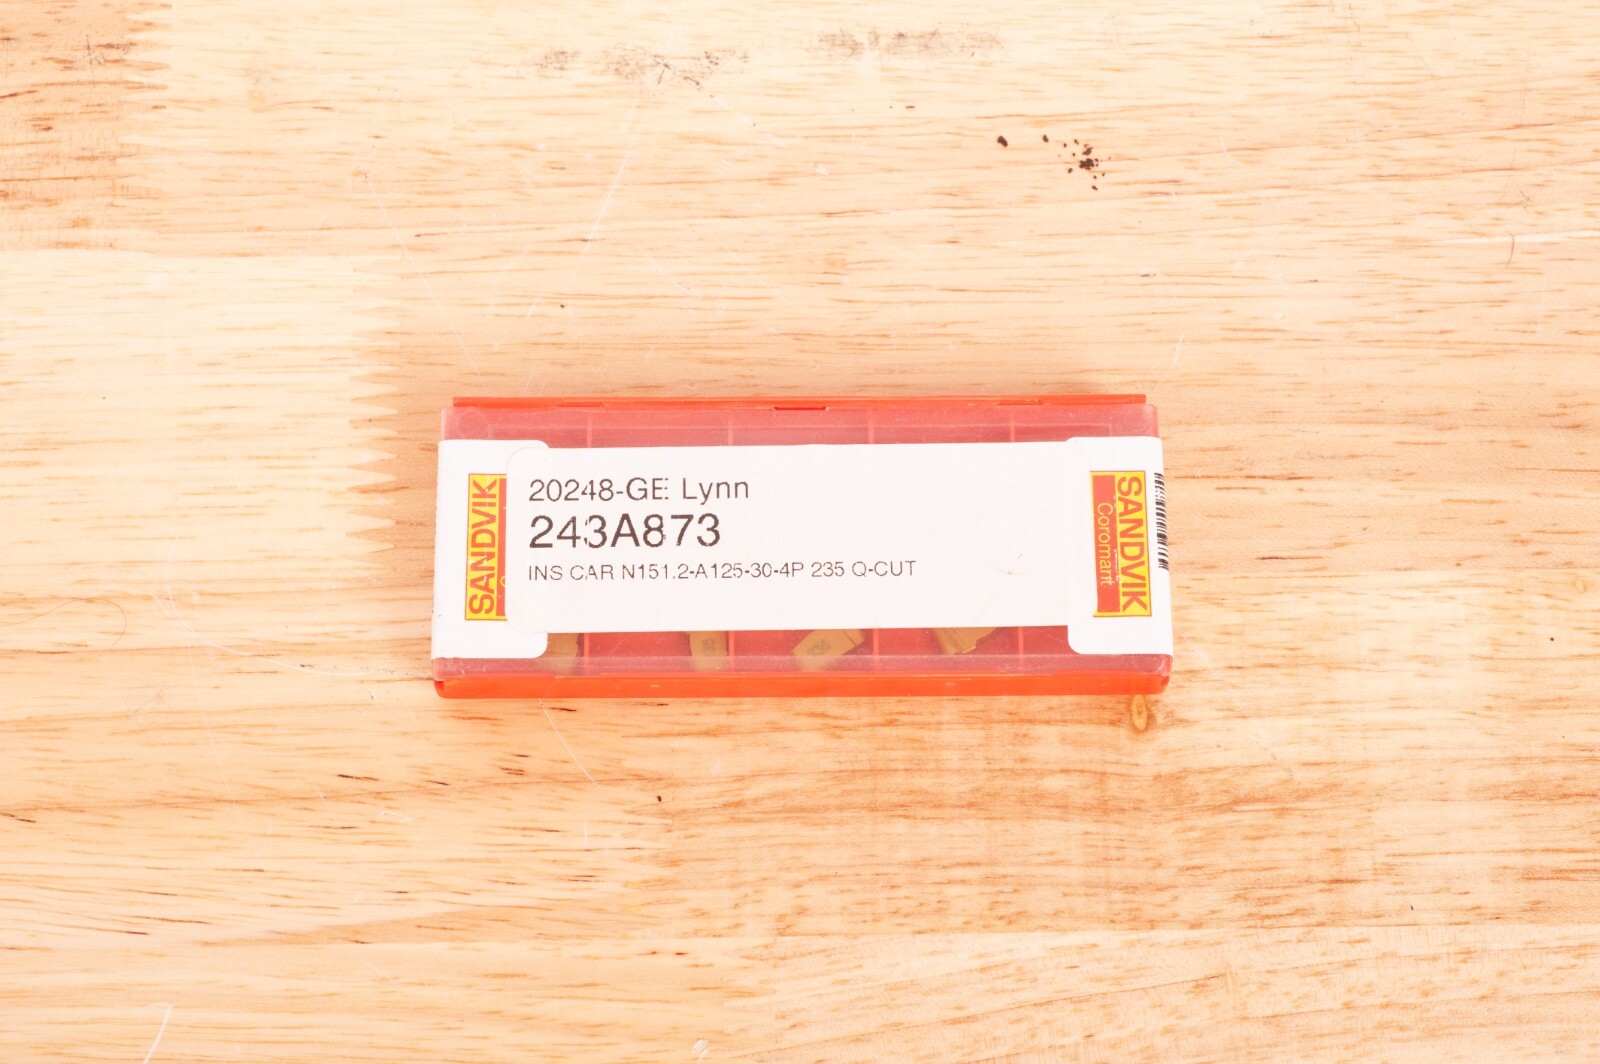 20248-GE Lynn
243A873
INS CAR N151.2-A125-30-4P 235 Q-CUT
SANDVIK
SANDVIK
Coromant